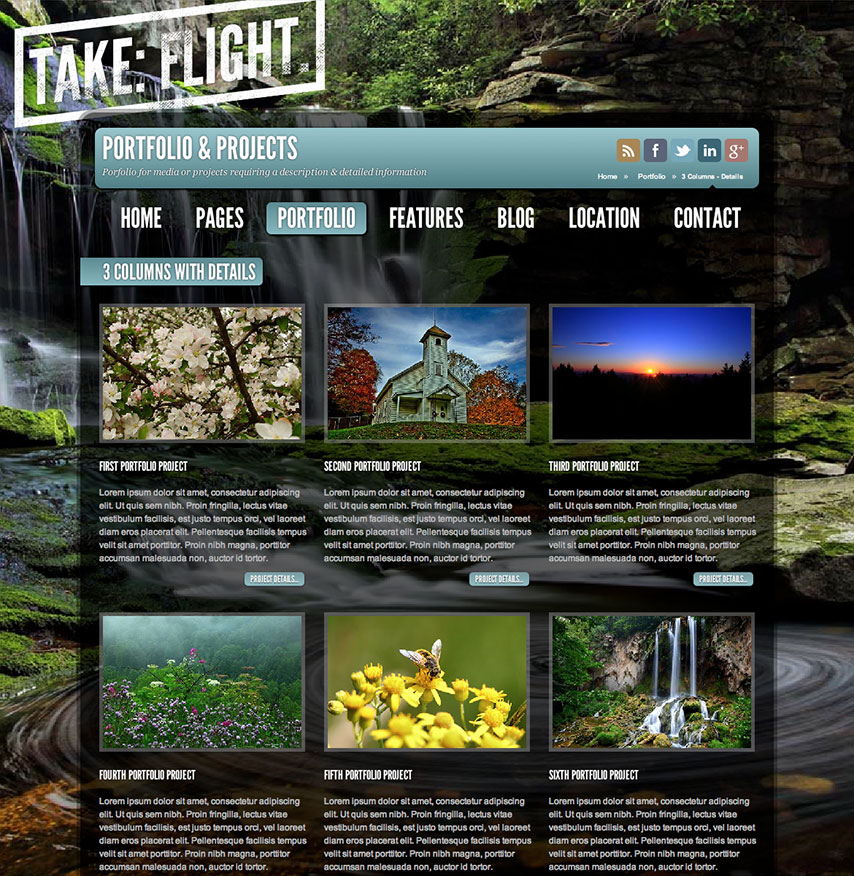 TAKE: FLIGHT.
PORTFOLIO & PROJECTS
Porfolio for media or projects requiring a description & detailed information
f
in
g+
Home » Portfolio » 3 Columns - Details
HOME PAGES PORTFOLIO FEATURES BLOG LOCATION CONTACT
3 COLUMNS WITH DETAILS
FIRST PORTFOLIO PROJECT
Lorem ipsum dolor sit amet, consectetur adipiscing
elit. Ut quis sem nibh. Proin fringilla, lectus vitae
vestibulum facilisis, est justo tempus orci, vel laoreet
diam eros placerat elit. Pellentesque facilisis tempus
velit sit amet porttitor. Proin nibh magna, porttitor
accumsan malesuada non, auctor id tortor.
PROJECT DETAILS...
SECOND PORTFOLIO PROJECT
Lorem ipsum dolor sit amet, consectetur adipiscing
elit. Ut quis sem nibh. Proin fringilla, lectus vitae
vestibulum facilisis, est justo tempus orci, vel laoreet
diam eros placerat elit. Pellentesque facilisis tempus
velit sit amet porttitor. Proin nibh magna, porttitor
accumsan malesuada non, auctor id tortor.
PROJECT DETAILS...
THIRD PORTFOLIO PROJECT
Lorem ipsum dolor sit amet, consectetur adipiscing
elit. Ut quis sem nibh. Proin fringilla, lectus vitae
vestibulum facilisis, est justo tempus orci, vel laoreet
diam eros placerat elit. Pellentesque facilisis tempus
velit sit amet porttitor. Proin nibh magna, porttitor
accumsan malesuada non, auctor id tortor.
PROJECT DETAILS...
FOURTH PORTFOLIO PROJECT
Lorem ipsum dolor sit amet, consectetur adipiscing
elit. Ut quis sem nibh. Proin fringilla, lectus vitae
vestibulum facilisis, est justo tempus orci, vel laoreet
diam eros placerat elit. Pellentesque facilisis tempus
velit sit amet porttitor. Proin nibh magna, porttitor
accumsan malesuada non, auctor id tortor.
FIFTH PORTFOLIO PROJECT
Lorem ipsum dolor sit amet, consectetur adipiscing
elit. Ut quis sem nibh. Proin fringilla, lectus vitae
vestibulum facilisis, est justo tempus orci, vel laoreet
diam eros placerat elit. Pellentesque facilisis tempus
velit sit amet porttitor. Proin nibh magna, porttitor
accumsan malesuada non, auctor id tortor.
SIXTH PORTFOLIO PROJECT
Lorem ipsum dolor sit amet, consectetur adipiscing
elit. Ut quis sem nibh. Proin fringilla, lectus vitae
vestibulum facilisis, est justo tempus orci, vel laoreet
diam eros placerat elit. Pellentesque facilisis tempus
velit sit amet porttitor. Proin nibh magna, porttitor
accumsan malesuada non, auctor id tortor.